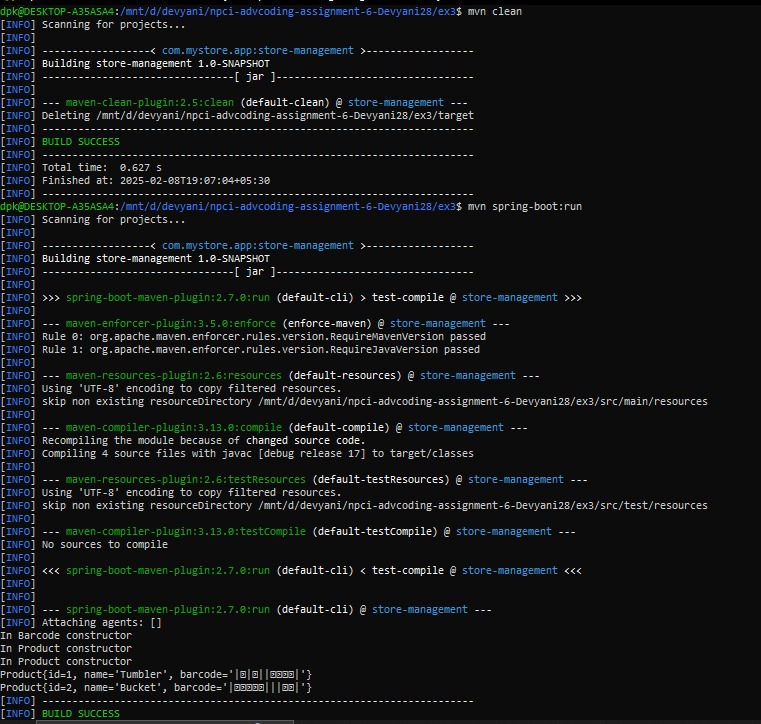 dpk@DESKTOP-A35ASA4:/mnt/d/devyani/npci-advcoding-assignment-6-Devyani28/ex3$ mvn clean
[INFO] Scanning for projects...
[INFO]
[INFO] ------------------< com.mystore.app:store-management >------------------
[INFO] Building store-management 1.0-SNAPSHOT
[INFO] --------------------------------[ jar ]---------------------------------
[INFO]
[INFO] --- maven-clean-plugin:2.5:clean (default-clean) @ store-management ---
[INFO] Deleting /mnt/d/devyani/npci-advcoding-assignment-6-Devyani28/ex3/target
[INFO] ------------------------------------------------------------------------
[INFO] BUILD SUCCESS
[INFO] ------------------------------------------------------------------------
[INFO] Total time:  0.627 s
[INFO] Finished at: 2025-02-08T19:07:04+05:30
[INFO] ------------------------------------------------------------------------
dpk@DESKTOP-A35ASA4:/mnt/d/devyani/npci-advcoding-assignment-6-Devyani28/ex3$ mvn spring-boot:run
[INFO] Scanning for projects...
[INFO]
[INFO] ------------------< com.mystore.app:store-management >------------------
[INFO] Building store-management 1.0-SNAPSHOT
[INFO] --------------------------------[ jar ]---------------------------------
[INFO]
[INFO] >>> spring-boot-maven-plugin:2.7.0:run (default-cli) > test-compile @ store-management >>>
[INFO]
[INFO] --- maven-enforcer-plugin:3.5.0:enforce (enforce-maven) @ store-management ---
[INFO] Rule 0: org.apache.maven.enforcer.rules.version.RequireMavenVersion passed
[INFO] Rule 1: org.apache.maven.enforcer.rules.version.RequireJavaVersion passed
[INFO]
[INFO] --- maven-resources-plugin:2.6:resources (default-resources) @ store-management ---
[INFO] Using 'UTF-8' encoding to copy filtered resources.
[INFO] skip non existing resourceDirectory /mnt/d/devyani/npci-advcoding-assignment-6-Devyani28/ex3/src/main/resources
[INFO]
[INFO] --- maven-compiler-plugin:3.13.0:compile (default-compile) @ store-management ---
[INFO] Recompiling the module because of changed source code.
[INFO] Compiling 4 source files with javac [debug release 17] to target/classes
[INFO]
[INFO] --- maven-resources-plugin:2.6:testResources (default-testResources) @ store-management ---
[INFO] Using 'UTF-8' encoding to copy filtered resources.
[INFO] skip non existing resourceDirectory /mnt/d/devyani/npci-advcoding-assignment-6-Devyani28/ex3/src/test/resources
[INFO]
[INFO] --- maven-compiler-plugin:3.13.0:testCompile (default-testCompile) @ store-management ---
[INFO] No sources to compile
[INFO]
[INFO] <<< spring-boot-maven-plugin:2.7.0:run (default-cli) < test-compile @ store-management <<<
[INFO]
[INFO]
[INFO] --- spring-boot-maven-plugin:2.7.0:run (default-cli) @ store-management ---
[INFO] Attaching agents: []
In Barcode constructor
In Product constructor
In Product constructor
Product{id=1, name='Tumbler', barcode='|⍰|⍰||⍰⍰⍰⍰|'}
Product{id=2, name='Bucket', barcode='|⍰⍰⍰⍰⍰|||⍰⍰|'}
[INFO] ------------------------------------------------------------------------
[INFO] BUILD SUCCESS